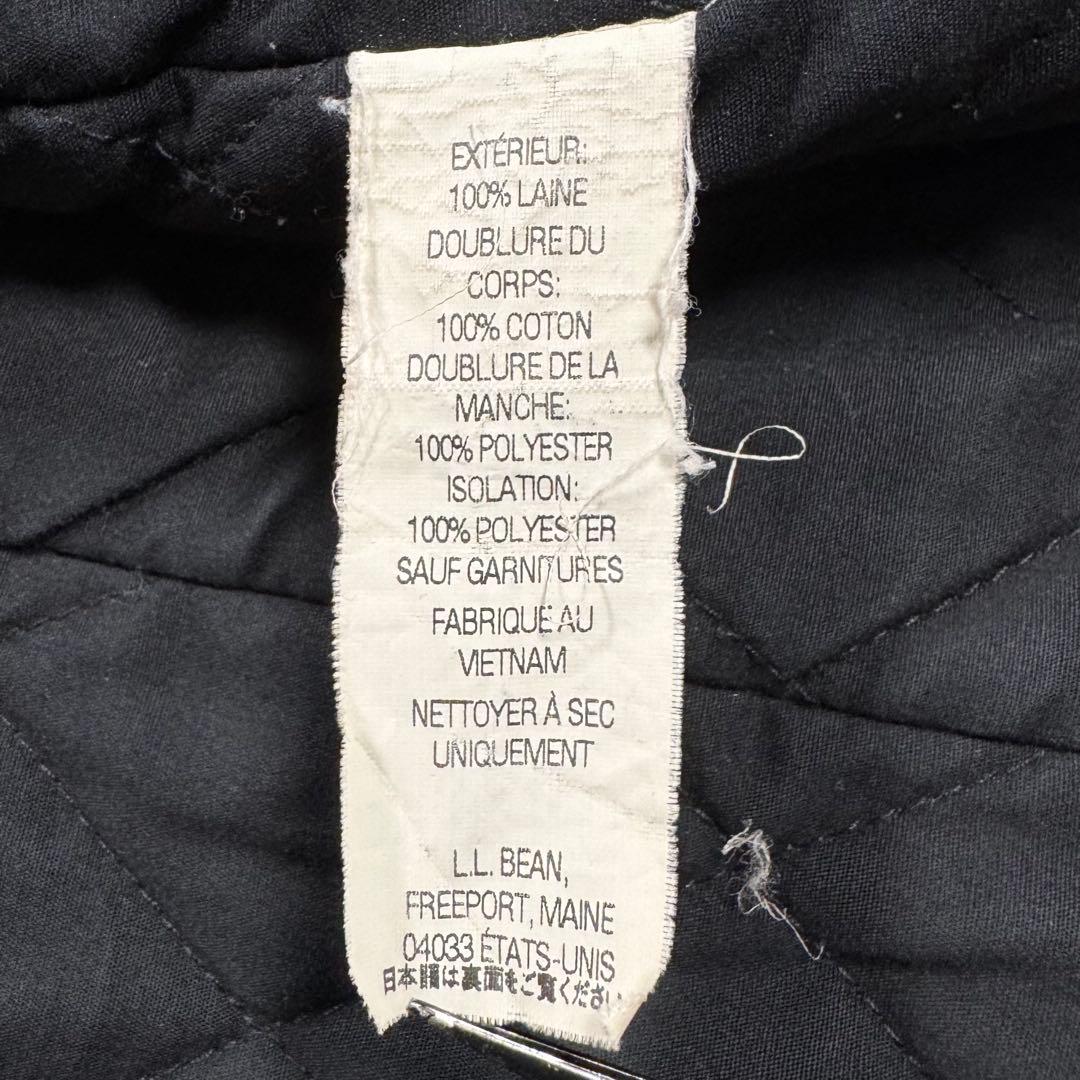 EXTÉRIEUR:
100% LAINE
DOUBLURE DU
CORPS:
100% COTON
DOUBLURE DE LA
MANCHE:
100% POLYESTER
ISOLATION:
100% POLYESTER
SAUF GARNITURES
FABRIQUE AU
VIETNAM
NETTOYER À SEC
UNIQUEMENT
L.L. BEAN,
FREEPORT, MAINE
04033 ÉTATS-UNIS
日本語は裏面をご覧ください